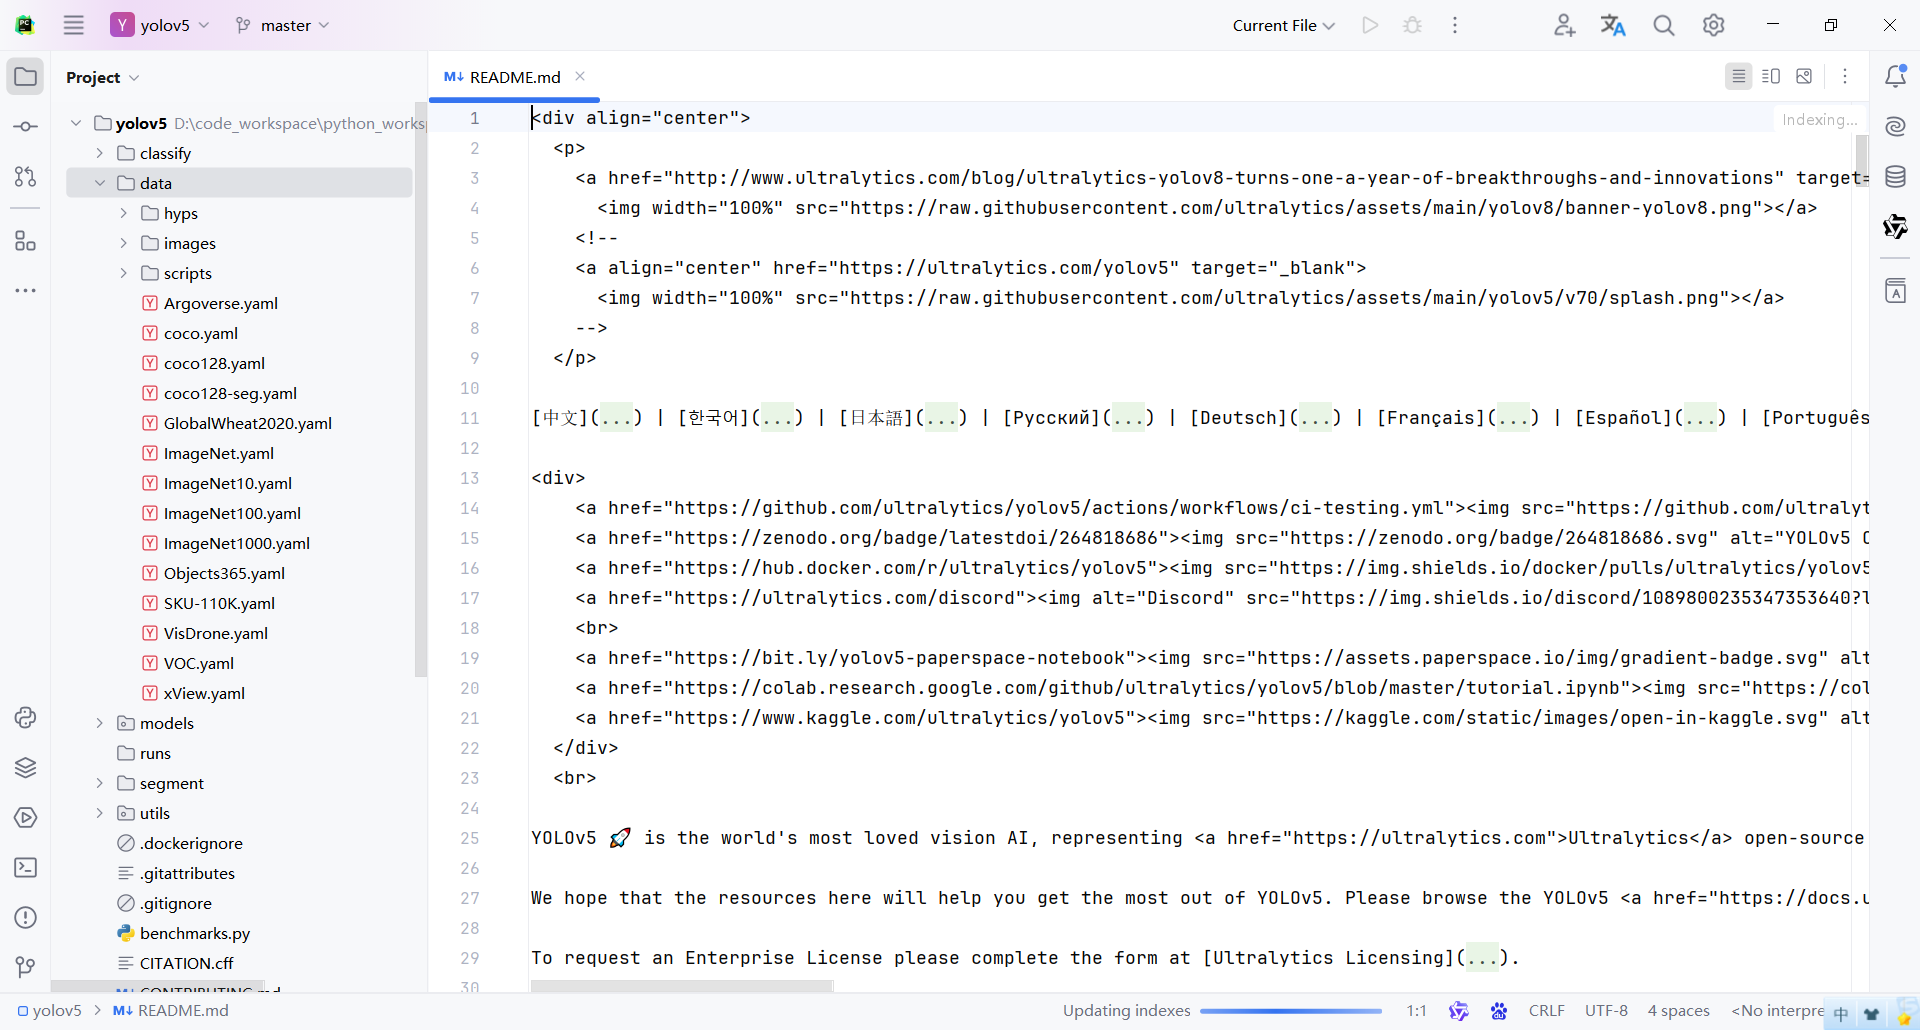 Y yolov5 master Current File
Project
M↓ README.md
yolov5 D:\code_workspace\python_works
classify
data
hyps
images
scripts
Argoverse.yaml
coco.yaml
coco128.yaml
coco128-seg.yaml
GlobalWheat2020.yaml
ImageNet.yaml
ImageNet10.yaml
ImageNet100.yaml
ImageNet1000.yaml
Objects365.yaml
SKU-110K.yaml
VisDrone.yaml
VOC.yaml
xView.yaml
models
runs
segment
utils
.dockerignore
.gitattributes
.gitignore
benchmarks.py
CITATION.cff
CONTRIBUTING.md
Indexing...
1 <div align="center">
2 <p>
3 <a href="http://www.ultralytics.com/blog/ultralytics-yolov8-turns-one-a-year-of-breakthroughs-and-innovations" target=
4 <img width="100%" src="https://raw.githubusercontent.com/ultralytics/assets/main/yolov8/banner-yolov8.png"></a>
5 <!--
6 <a align="center" href="https://ultralytics.com/yolov5" target="_blank">
7 <img width="100%" src="https://raw.githubusercontent.com/ultralytics/assets/main/yolov5/v70/splash.png"></a>
8 -->
9 </p>
10
11 [中文](...) | [한국어](...) | [日本語](...) | [Русский](...) | [Deutsch](...) | [Français](...) | [Español](...) | [Português
12
13 <div>
14 <a href="https://github.com/ultralytics/yolov5/actions/workflows/ci-testing.yml"><img src="https://github.com/ultralyt
15 <a href="https://zenodo.org/badge/latestdoi/264818686"><img src="https://zenodo.org/badge/264818686.svg" alt="YOLOv5 C
16 <a href="https://hub.docker.com/r/ultralytics/yolov5"><img src="https://img.shields.io/docker/pulls/ultralytics/yolov5
17 <a href="https://ultralytics.com/discord"><img alt="Discord" src="https://img.shields.io/discord/1089800235347353640?l
18 <br>
19 <a href="https://bit.ly/yolov5-paperspace-notebook"><img src="https://assets.paperspace.io/img/gradient-badge.svg" alt
20 <a href="https://colab.research.google.com/github/ultralytics/yolov5/blob/master/tutorial.ipynb"><img src="https://col
21 <a href="https://www.kaggle.com/ultralytics/yolov5"><img src="https://kaggle.com/static/images/open-in-kaggle.svg" alt
22 </div>
23 <br>
24
25 YOLOv5 🚀 is the world's most loved vision AI, representing <a href="https://ultralytics.com">Ultralytics</a> open-source
26
27 We hope that the resources here will help you get the most out of YOLOv5. Please browse the YOLOv5 <a href="https://docs.u
28
29 To request an Enterprise License please complete the form at [Ultralytics Licensing](...).
30
yolov5 > M↓ README.md Updating indexes 1:1 CRLF UTF-8 4 spaces <No interpre 中